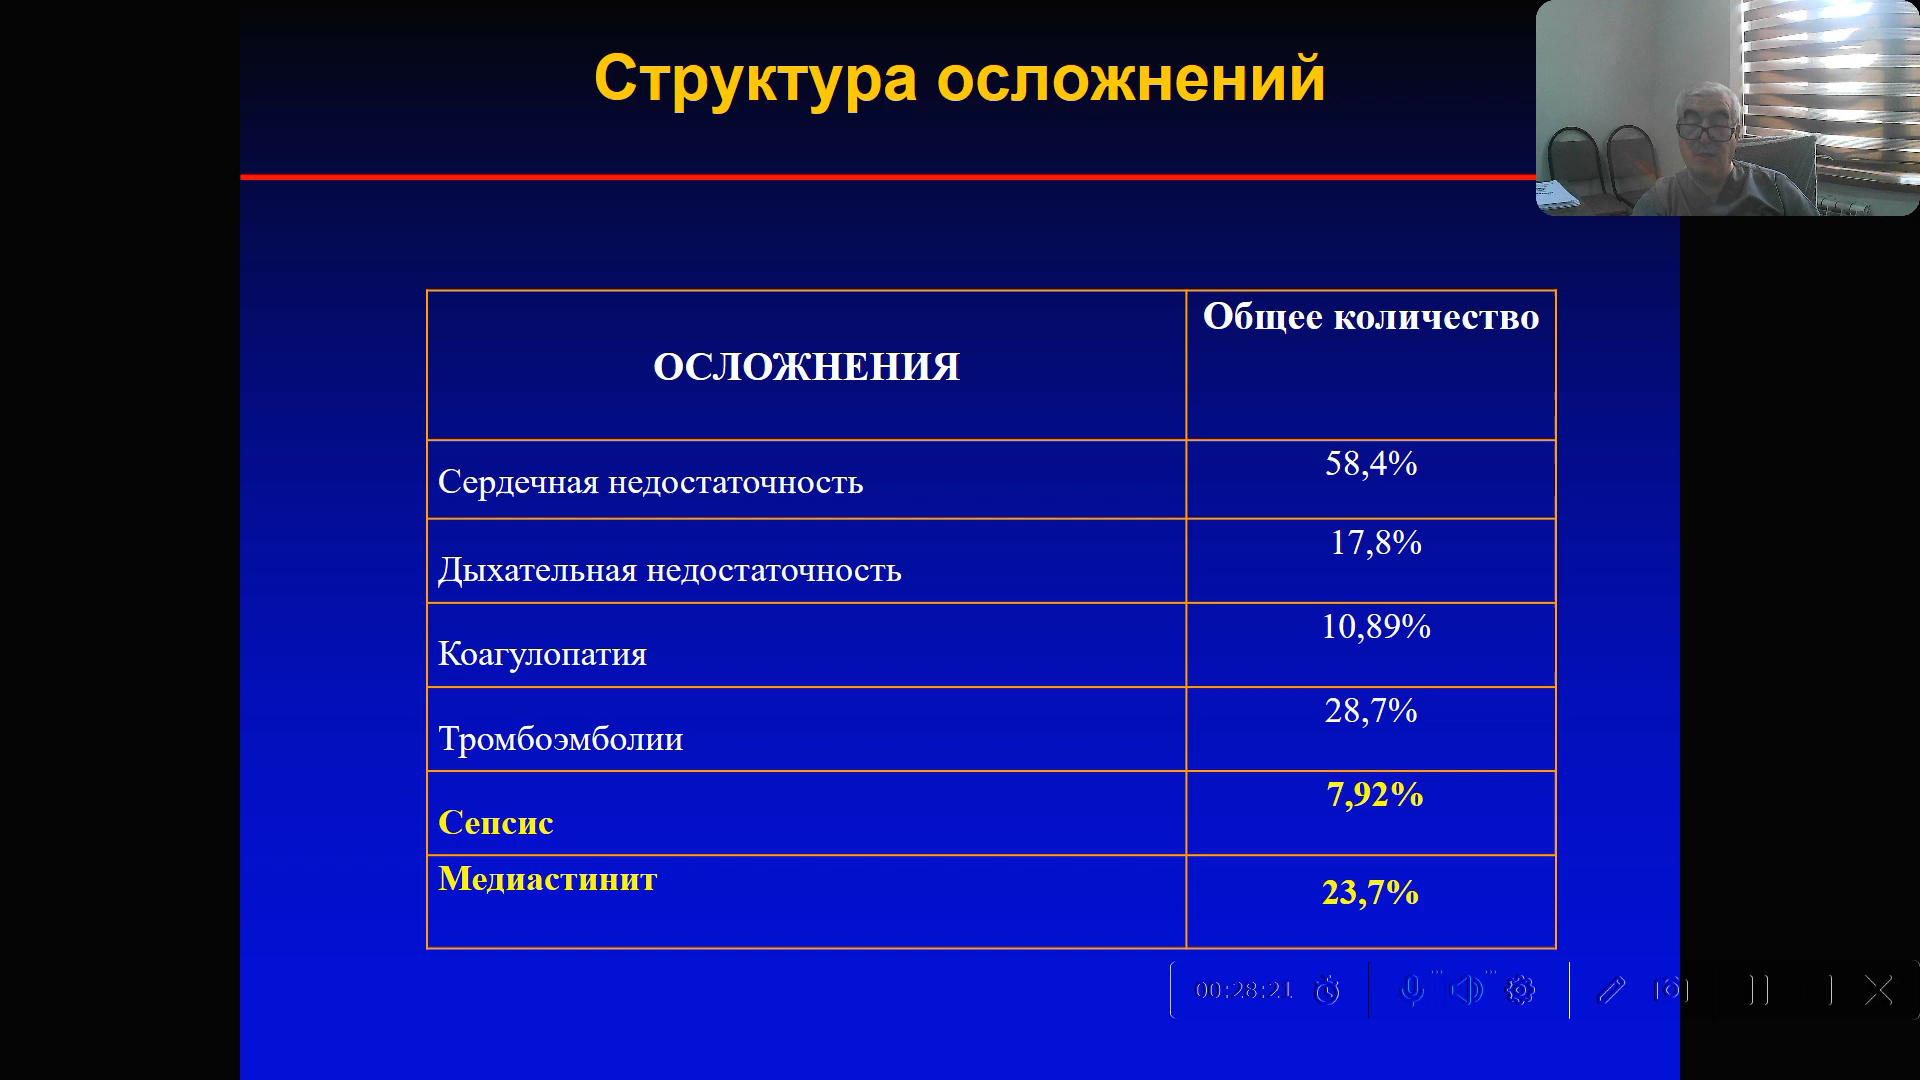 Структура осложнений
ОСЛОЖНЕНИЯ
Общее количество
Сердечная недостаточность
58,4%
Дыхательная недостаточность
17,8%
Коагулопатия
10,89%
Тромбоэмболии
28,7%
Сепсис
7,92%
Медиастинит
23,7%
00:28:21